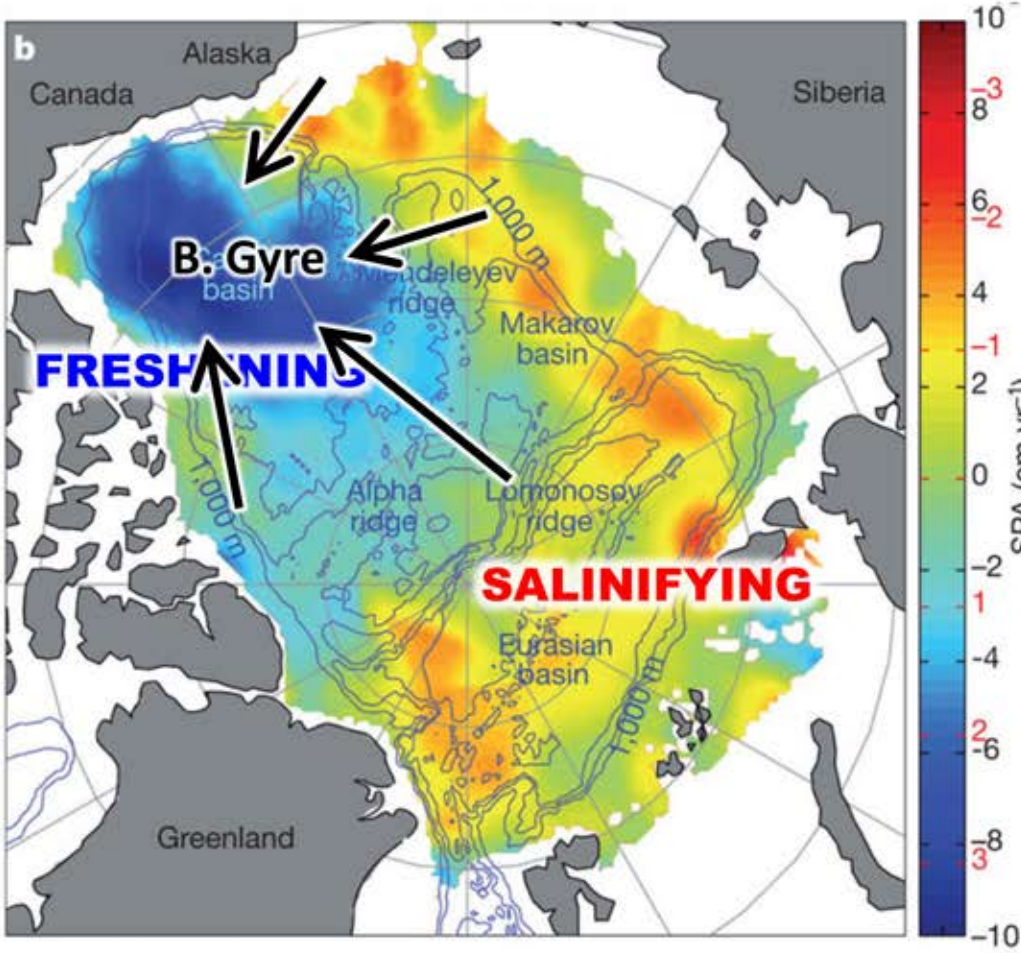 b
Alaska
Canada
Siberia
1,000 m
B. Gyre
basin
Mendeleyev
ridge
Makarov
basin
FRESHENING
1,000 m
Alpha
ridge
Lomonosov
ridge
SALINIFYING
Eurasian
basin
1,000 m
Greenland
10
-3
8
6
-2
4
-1
2
0
-2
1
-4
2
-6
-8
3
-10